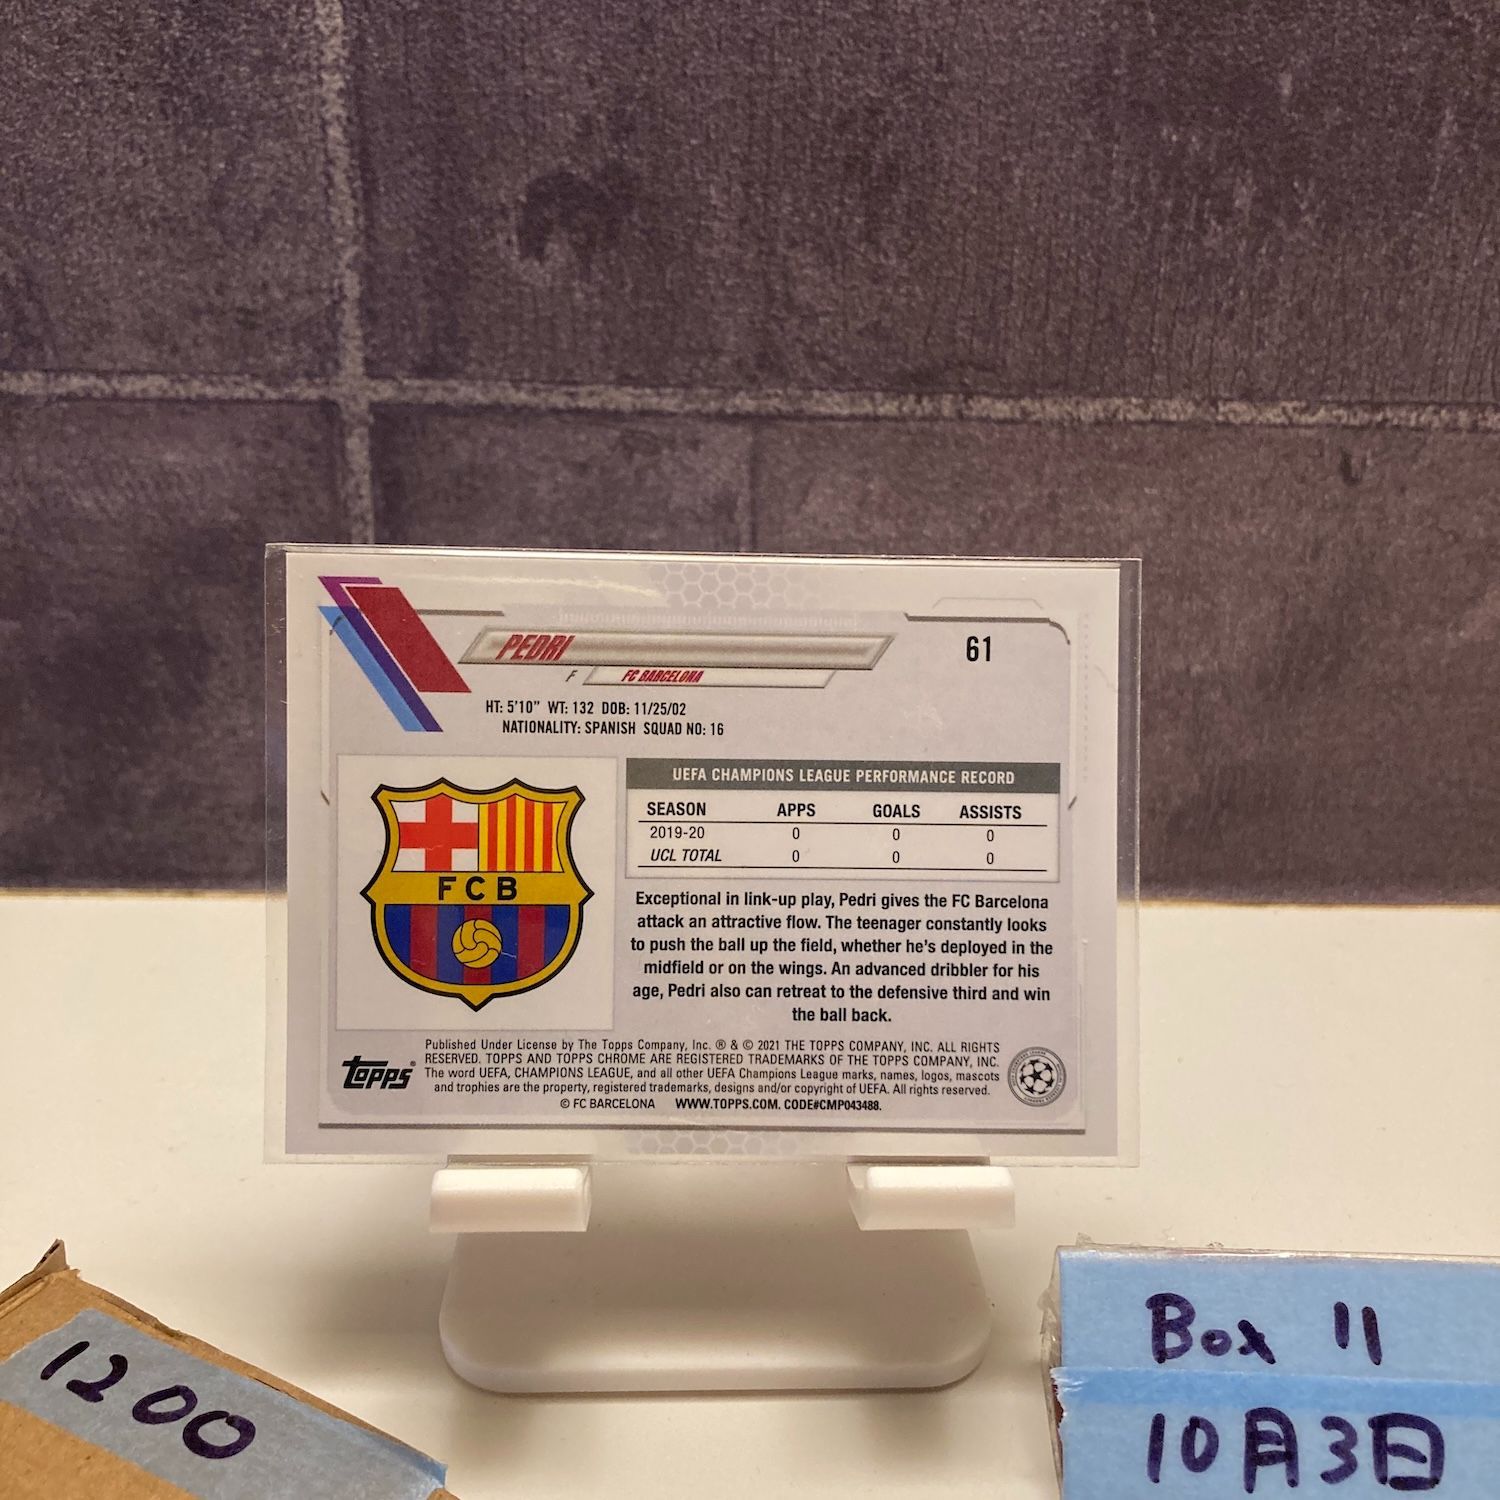 PEDRI
61
F FC BARCELONA
HT: 5'10" WT: 132 DOB: 11/25/02
NATIONALITY: SPANISH SQUAD NO: 16
FCB
UEFA CHAMPIONS LEAGUE PERFORMANCE RECORD
SEASON APPS GOALS ASSISTS
2019-20 0 0 0
UCL TOTAL 0 0 0
Exceptional in link-up play, Pedri gives the FC Barcelona
attack an attractive flow. The teenager constantly looks
to push the ball up the field, whether he's deployed in the
midfield or on the wings. An advanced dribbler for his
age, Pedri also can retreat to the defensive third and win
the ball back.
TOPPS®
Published Under License by The Topps Company, Inc. ® & © 2021 THE TOPPS COMPANY, INC. ALL RIGHTS
RESERVED. TOPPS AND TOPPS CHROME ARE REGISTERED TRADEMARKS OF THE TOPPS COMPANY, INC.
The word UEFA, CHAMPIONS LEAGUE, and all other UEFA Champions League marks, names, logos, mascots
and trophies are the property, registered trademarks, designs and/or copyright of UEFA. All rights reserved.
© FC BARCELONA WWW.TOPPS.COM. CODE#CMP043488.
1200
Box 11
10月3日